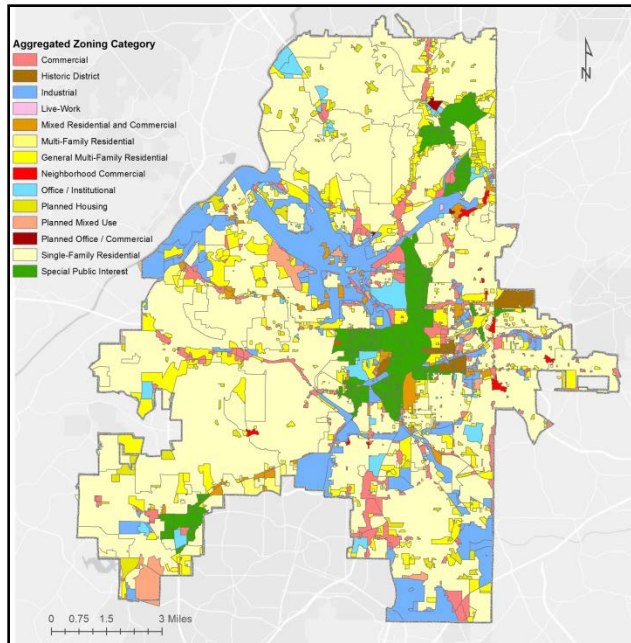 Aggregated Zoning Category
Commercial
Historic District
Industrial
Live-Work
Mixed Residential and Commercial
Multi-Family Residential
General Multi-Family Residential
Neighborhood Commercial
Office / Institutional
Planned Housing
Planned Mixed Use
Planned Office / Commercial
Single-Family Residential
Special Public Interest
N
0 0.75 1.5 3 Miles